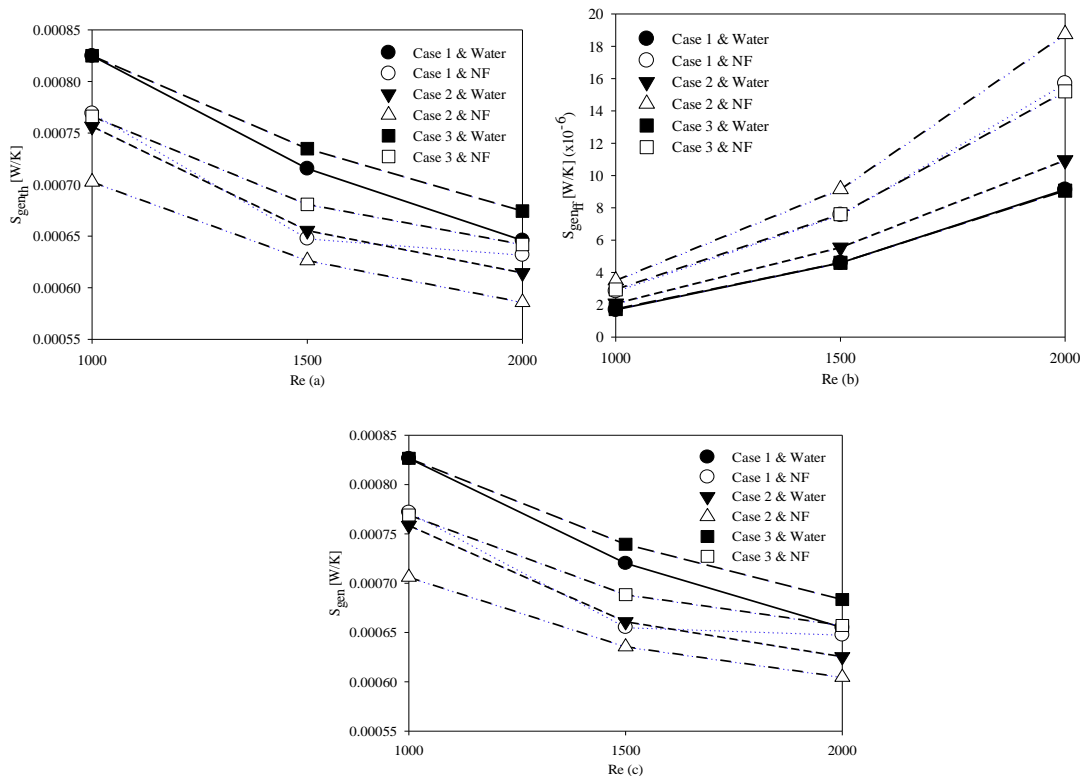 0.00085
0.00080
0.00075
0.00070
0.00065
0.00060
0.00055
S_gen_th [W/K]
Case 1 & Water
Case 1 & NF
Case 2 & Water
Case 2 & NF
Case 3 & Water
Case 3 & NF
1000 1500 2000
Re (a)
20
18
16
14
12
10
8
6
4
2
0
S_gen_ff [W/K] (x10^-6)
Case 1 & Water
Case 1 & NF
Case 2 & Water
Case 2 & NF
Case 3 & Water
Case 3 & NF
1000 1500 2000
Re (b)
0.00085
0.00080
0.00075
0.00070
0.00065
0.00060
0.00055
S_gen [W/K]
Case 1 & Water
Case 1 & NF
Case 2 & Water
Case 2 & NF
Case 3 & Water
Case 3 & NF
1000 1500 2000
Re (c)